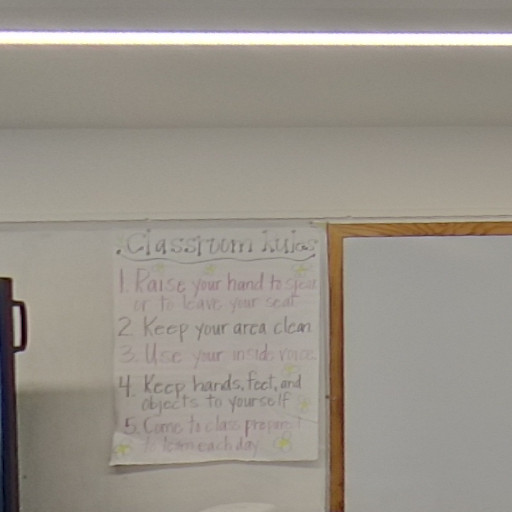 Classroom Rules
1. Raise your hand to speak
or to leave your seat
2. Keep your area clean
3. Use your inside voice
4. Keep hands, feet, and
objects to yourself
5. Come to class prepared
to learn each day